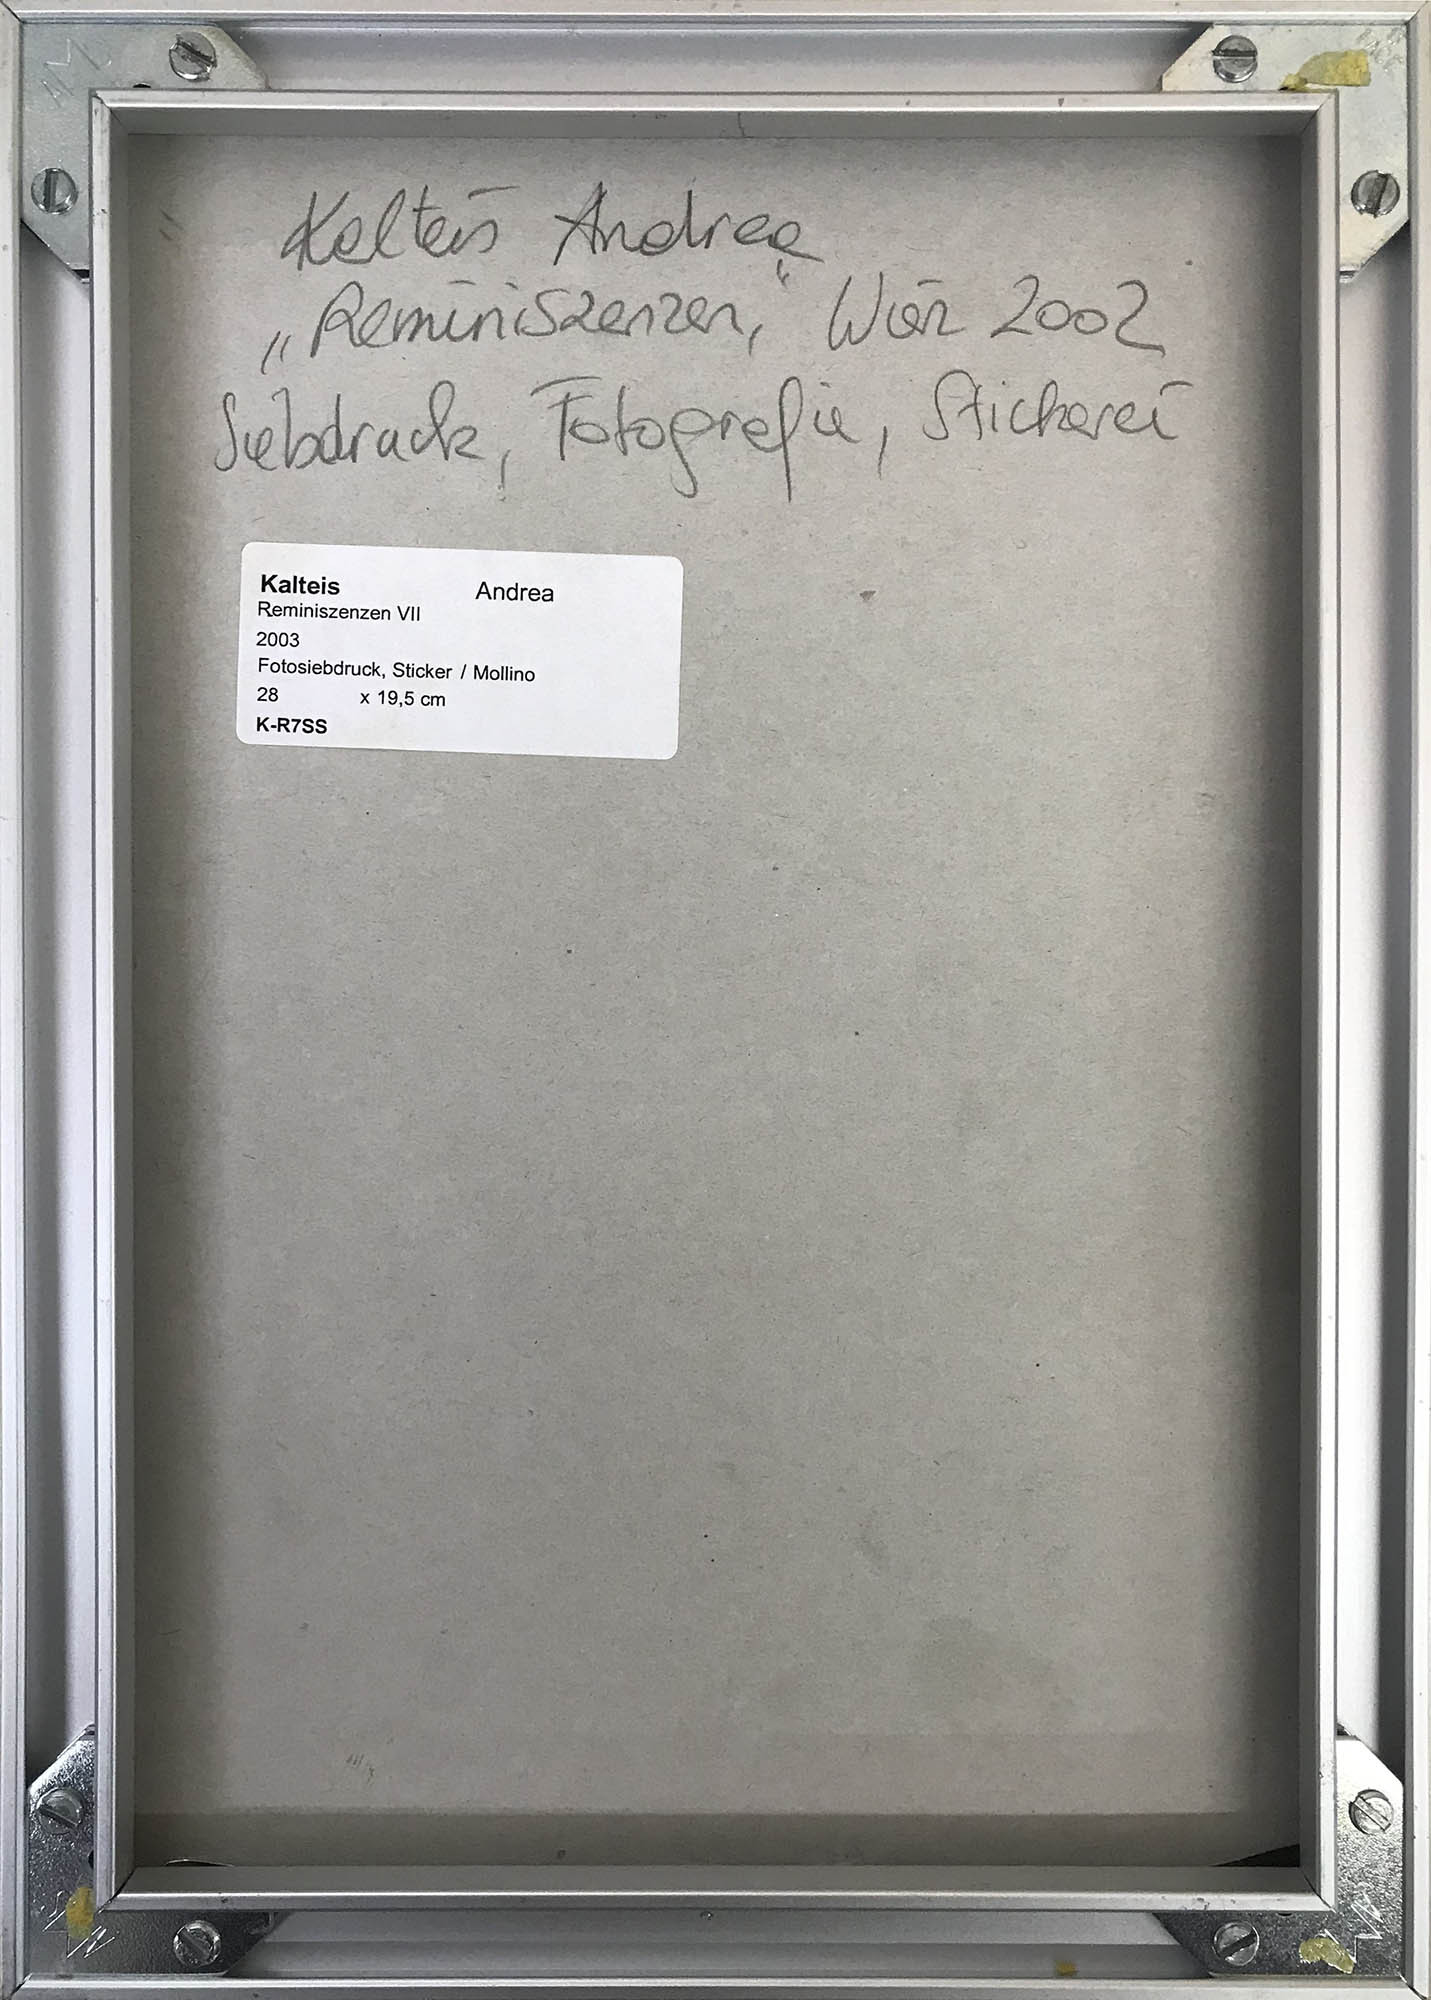 Kalteis Andrea
„Reminiszenzen,“ Wien 2002
Siebdruck, Fotografie, Stickerei
Kalteis Andrea
Reminiszenzen VII
2003
Fotosiebdruck, Sticker / Mollino
28 x 19,5 cm
K-R7SS